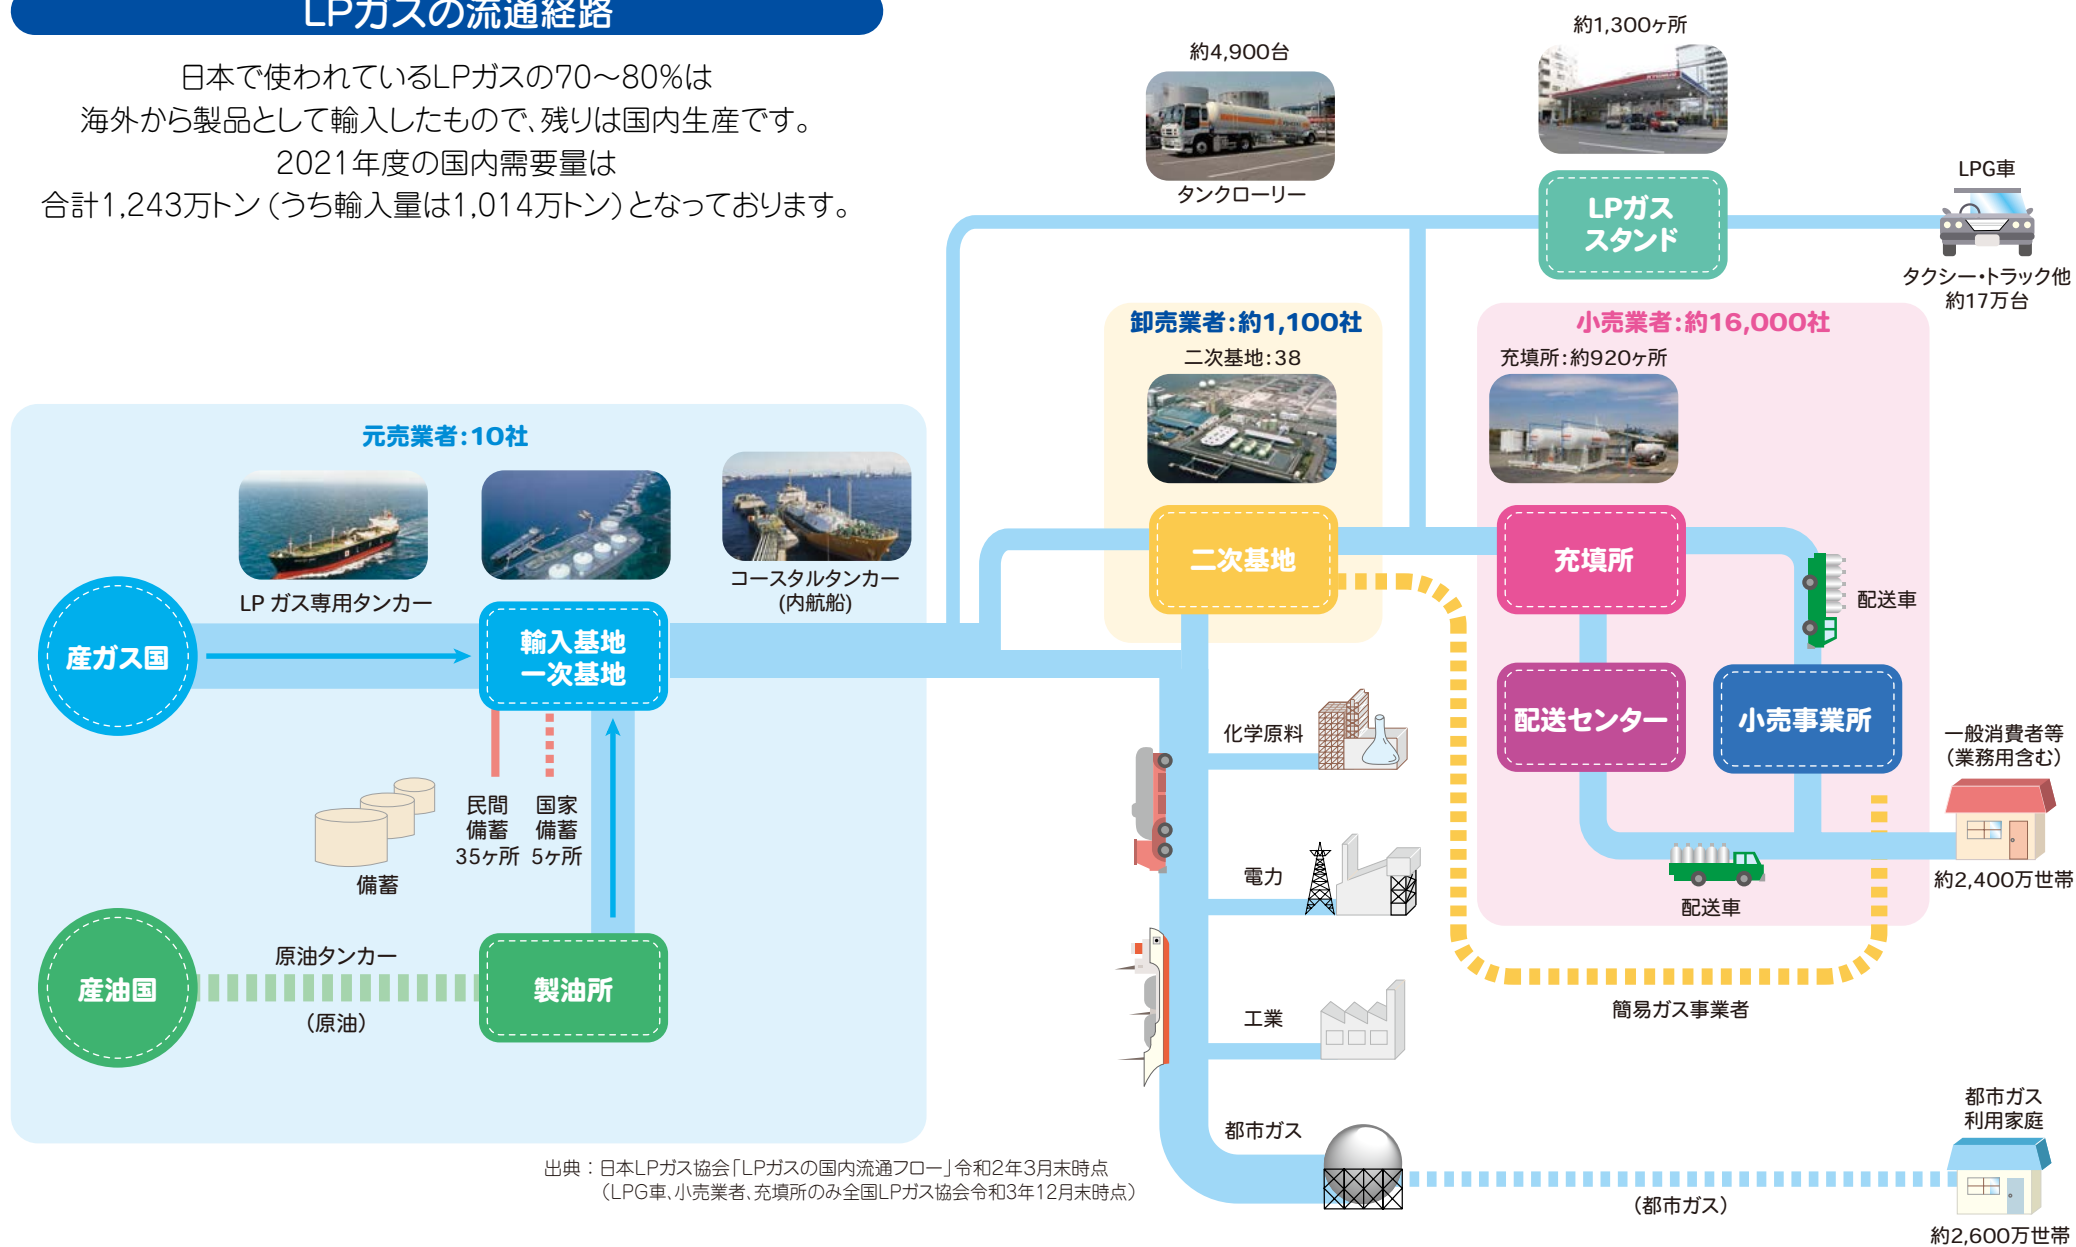 LPガスの流通経路
日本で使われているLPガスの70〜80%は
海外から製品として輸入したもので、残りは国内生産です。
2021年度の国内需要量は
合計1,243万トン（うち輸入量は1,014万トン）となっております。
約4,900台
タンクローリー
約1,300ヶ所
LPガス
スタンド
LPG車
タクシー・トラック他
約17万台
元売業者：10社
LP ガス専用タンカー
コースタルタンカー
(内航船)
産ガス国
輸入基地
一次基地
備蓄
民間
備蓄
35ヶ所
国家
備蓄
5ヶ所
産油国
原油タンカー
（原油）
製油所
卸売業者：約1,100社
二次基地：38
二次基地
小売業者：約16,000社
充填所：約920ヶ所
充填所
配送車
配送センター
小売事業所
配送車
一般消費者等
（業務用含む）
約2,400万世帯
簡易ガス事業者
化学原料
電力
工業
都市ガス
（都市ガス）
都市ガス
利用家庭
約2,600万世帯
出典：日本LPガス協会「LPガスの国内流通フロー」令和2年3月末時点
（LPG車、小売業者、充填所のみ全国LPガス協会令和3年12月末時点）